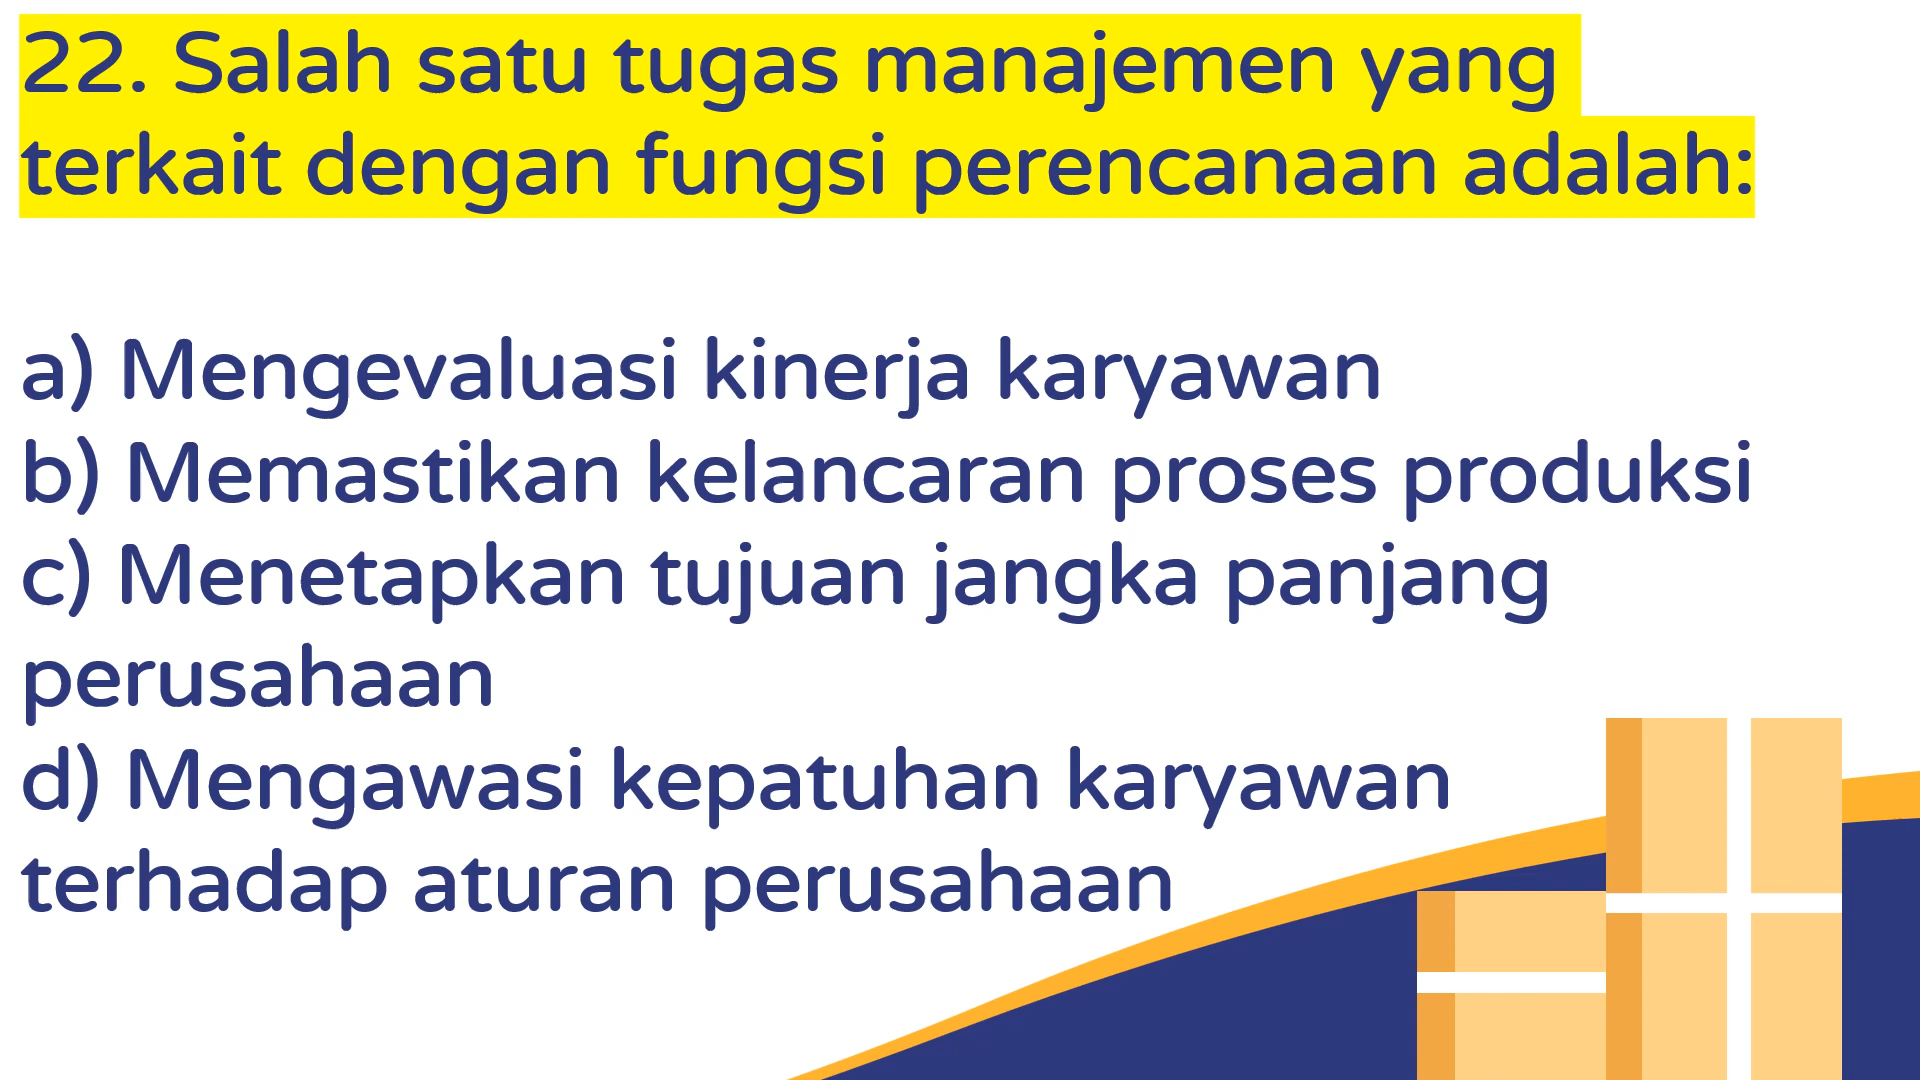 22. Salah satu tugas manajemen yang
terkait dengan fungsi perencanaan adalah:
a) Mengevaluasi kinerja karyawan
b) Memastikan kelancaran proses produksi
c) Menetapkan tujuan jangka panjang
perusahaan
d) Mengawasi kepatuhan karyawan
terhadap aturan perusahaan